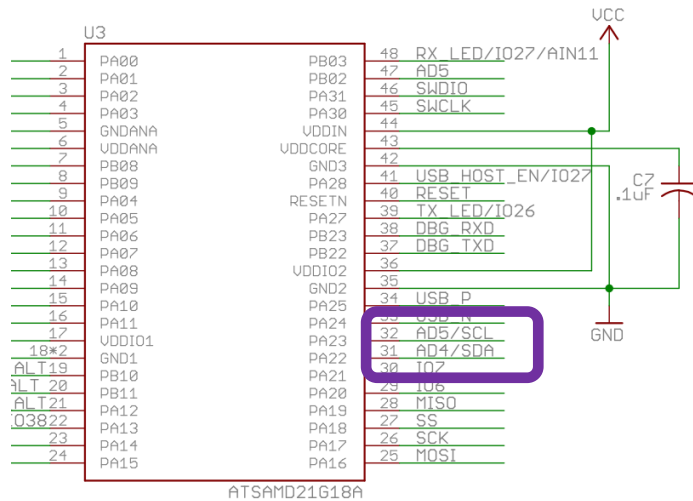 VCC
U3
1 PA00 PB03 48 RX_LED/IO27/AIN11
2 PA01 PB02 47 AD5
3 PA02 PA31 46 SWDIO
4 PA03 PA30 45 SWCLK
5 GNDANA VDDIN 44
6 VDDANA VDDCORE 43
7 PB08 GND3 42
8 PB09 PA28 41 USB_HOST_EN/IO27
9 PA04 RESETN 40 RESET
10 PA05 PA27 39 TX_LED/IO26
11 PA06 PB23 38 DBG_RXD
12 PA07 PB22 37 DBG_TXD
13 PA08 VDDIO2 36
14 PA09 GND2 35
15 PA10 PA25 34 USB_P
16 PA11 PA24 33 USB_N
17 VDDIO1 PA23 32 AD5/SCL
18*2 GND1 PA22 31 AD4/SDA
ALT 19 PB10 PA21 30 IO7
ALT 20 PB11 PA20 29 IO6
ALT 21 PA12 PA19 28 MISO
IO38 22 PA13 PA18 27 SS
23 PA14 PA17 26 SCK
24 PA15 PA16 25 MOSI
C7
.1uF
GND
ATSAMD21G18A